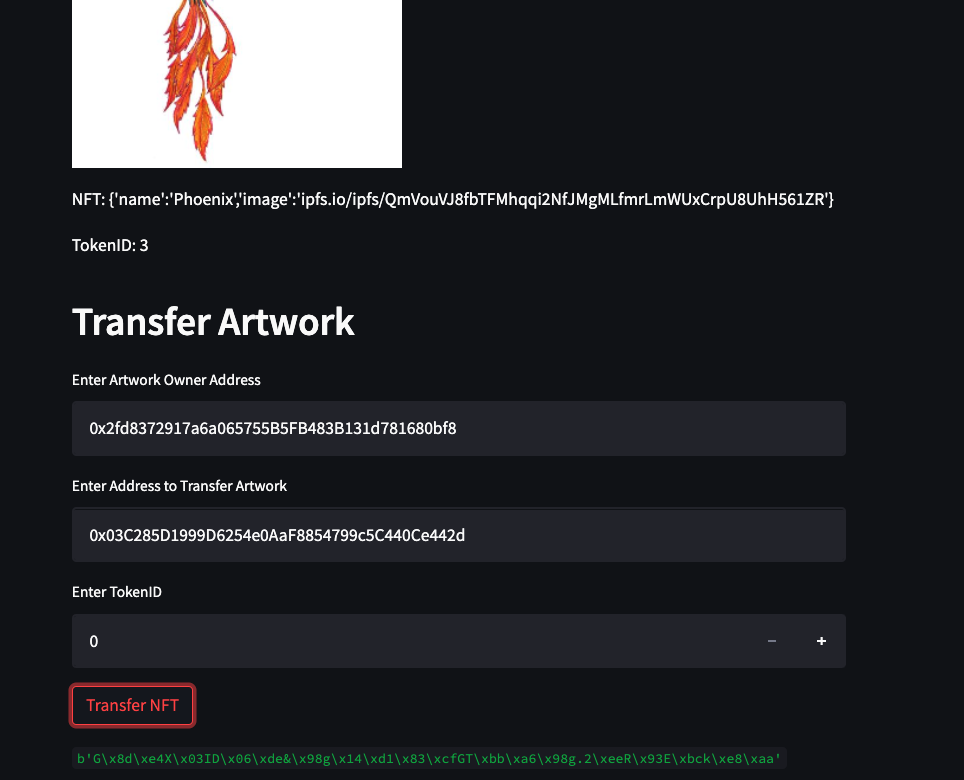 NFT: {'name':'Phoenix','image':'ipfs.io/ipfs/QmVouVJ8fbTFMhqqi2NfJMgMLfmrLmWUxCrpU8UhH561ZR'}
TokenID: 3
Transfer Artwork
Enter Artwork Owner Address
0x2fd8372917a6a065755B5FB483B131d781680bf8
Enter Address to Transfer Artwork
0x03C285D1999D6254e0AaF8854799c5C440Ce442d
Enter TokenID
0
Transfer NFT
b'G\x8d\xe4X\x03ID\x06\xde&\x98g\x14\xd1\x83\xcfGT\xbb\xa6\x98g.2\xeeR\x93E\xbck\xe8\xaa'